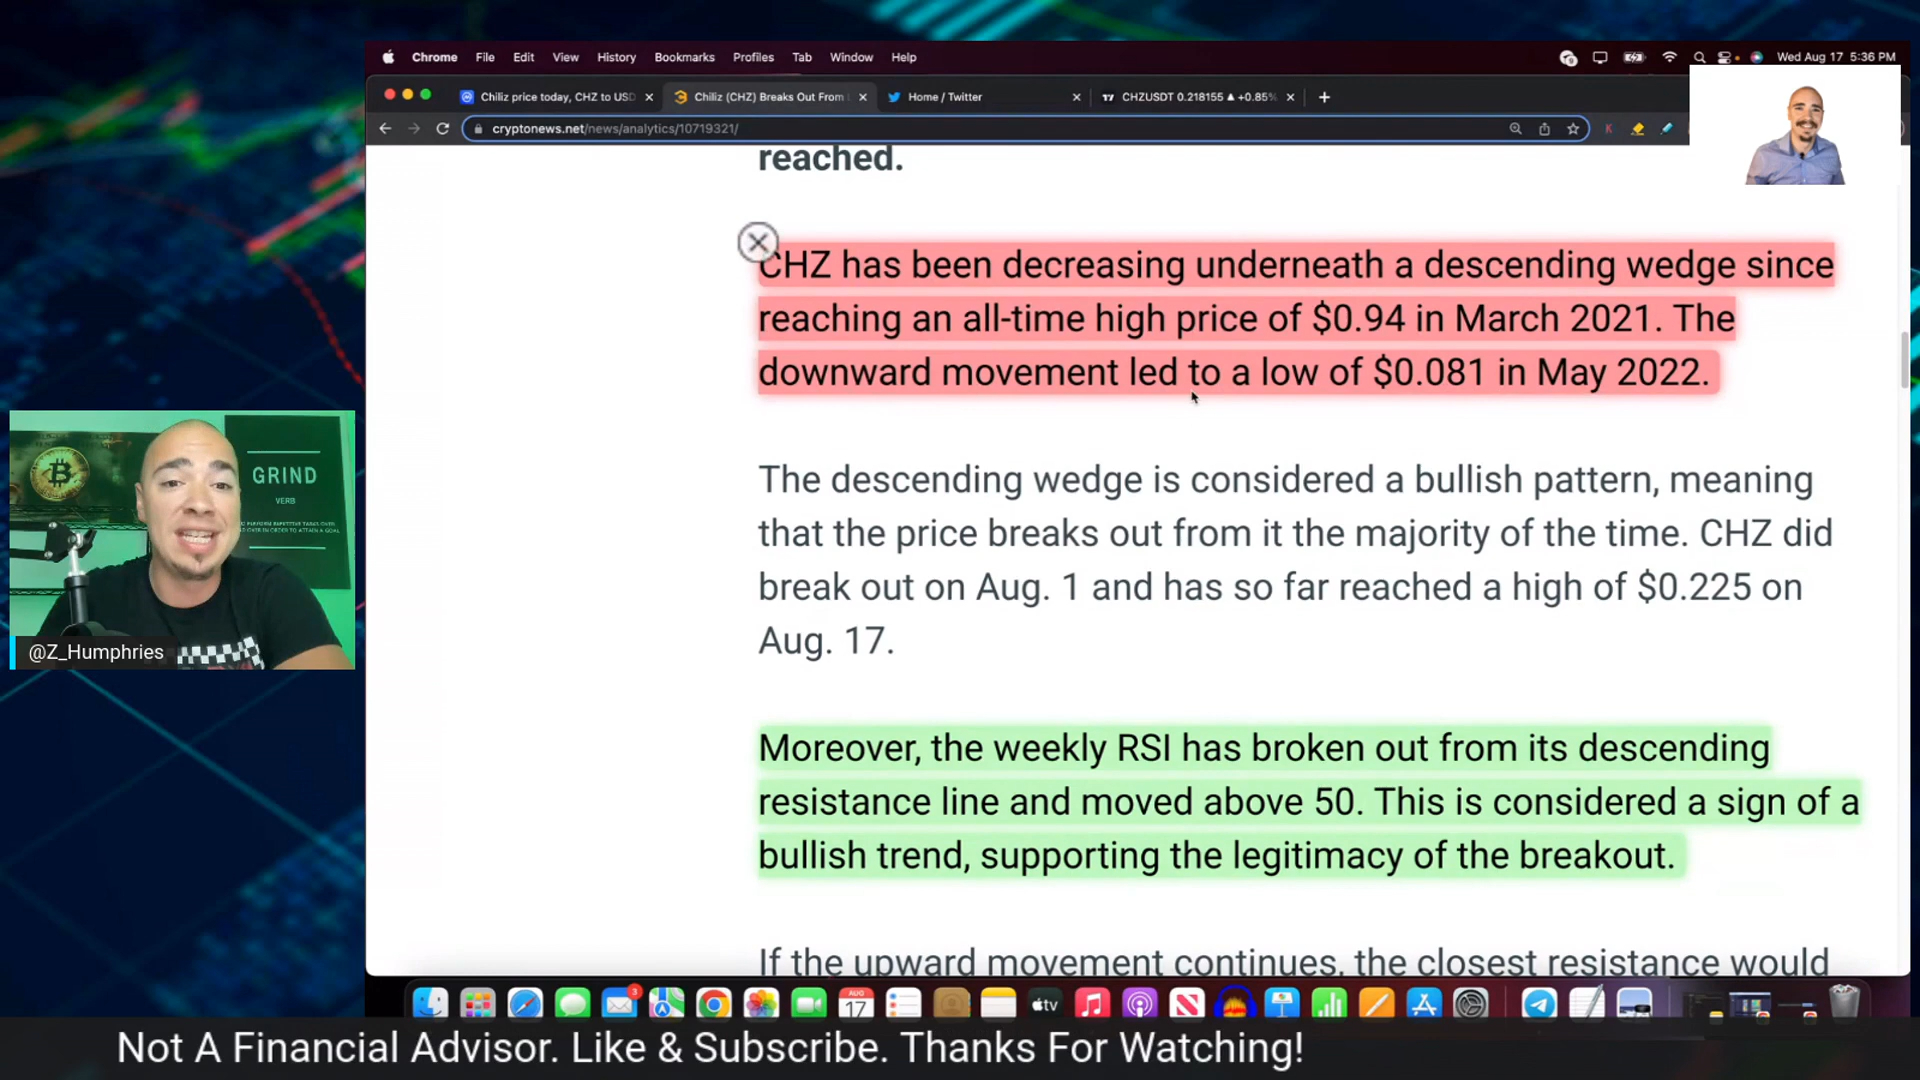 Chrome File Edit View History Bookmarks Profiles Tab Window Help
Wed Aug 17 5:36 PM
Chiliz price today, CHZ to USD
Chiliz (CHZ) Breaks Out From
Home / Twitter
CHZUSDT 0.218155 ▲ +0.85%
cryptonews.net/news/analytics/10719321/
reached.
CHZ has been decreasing underneath a descending wedge since
reaching an all-time high price of $0.94 in March 2021. The
downward movement led to a low of $0.081 in May 2022.
The descending wedge is considered a bullish pattern, meaning
that the price breaks out from it the majority of the time. CHZ did
break out on Aug. 1 and has so far reached a high of $0.225 on
Aug. 17.
Moreover, the weekly RSI has broken out from its descending
resistance line and moved above 50. This is considered a sign of a
bullish trend, supporting the legitimacy of the breakout.
If the upward movement continues, the closest resistance would
GRIND
VERB
@Z_Humphries
3
AUG
17
tv
Not A Financial Advisor. Like & Subscribe. Thanks For Watching!